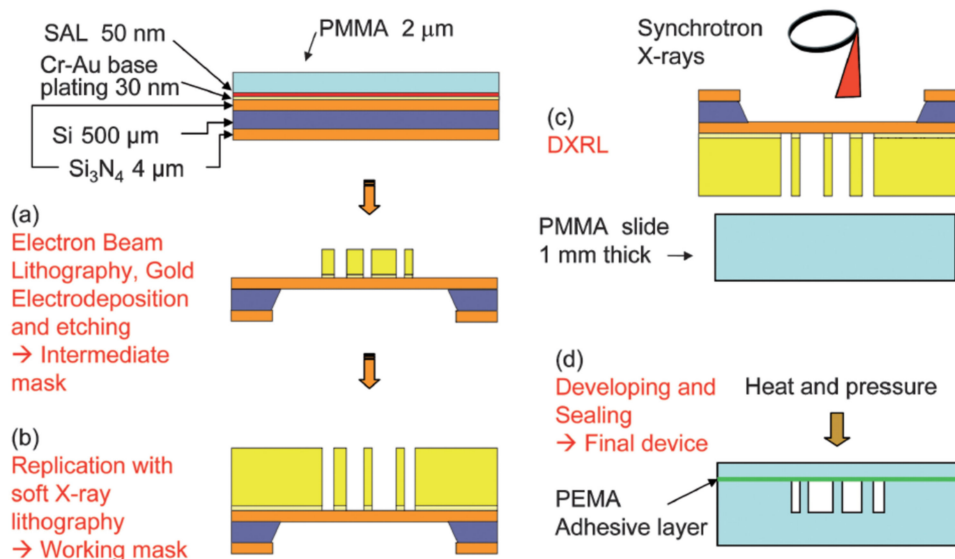 SAL 50 nm
PMMA 2 μm
Cr-Au base
plating 30 nm
Si 500 μm
Si₃N₄ 4 μm
(a)
Electron Beam
Lithography, Gold
Electrodeposition
and etching
→ Intermediate
mask
(b)
Replication with
soft X-ray
lithography
→ Working mask
Synchrotron
X-rays
(c)
DXRL
PMMA slide
1 mm thick →
(d)
Developing and
Sealing
→ Final device
Heat and pressure
PEMA
Adhesive layer